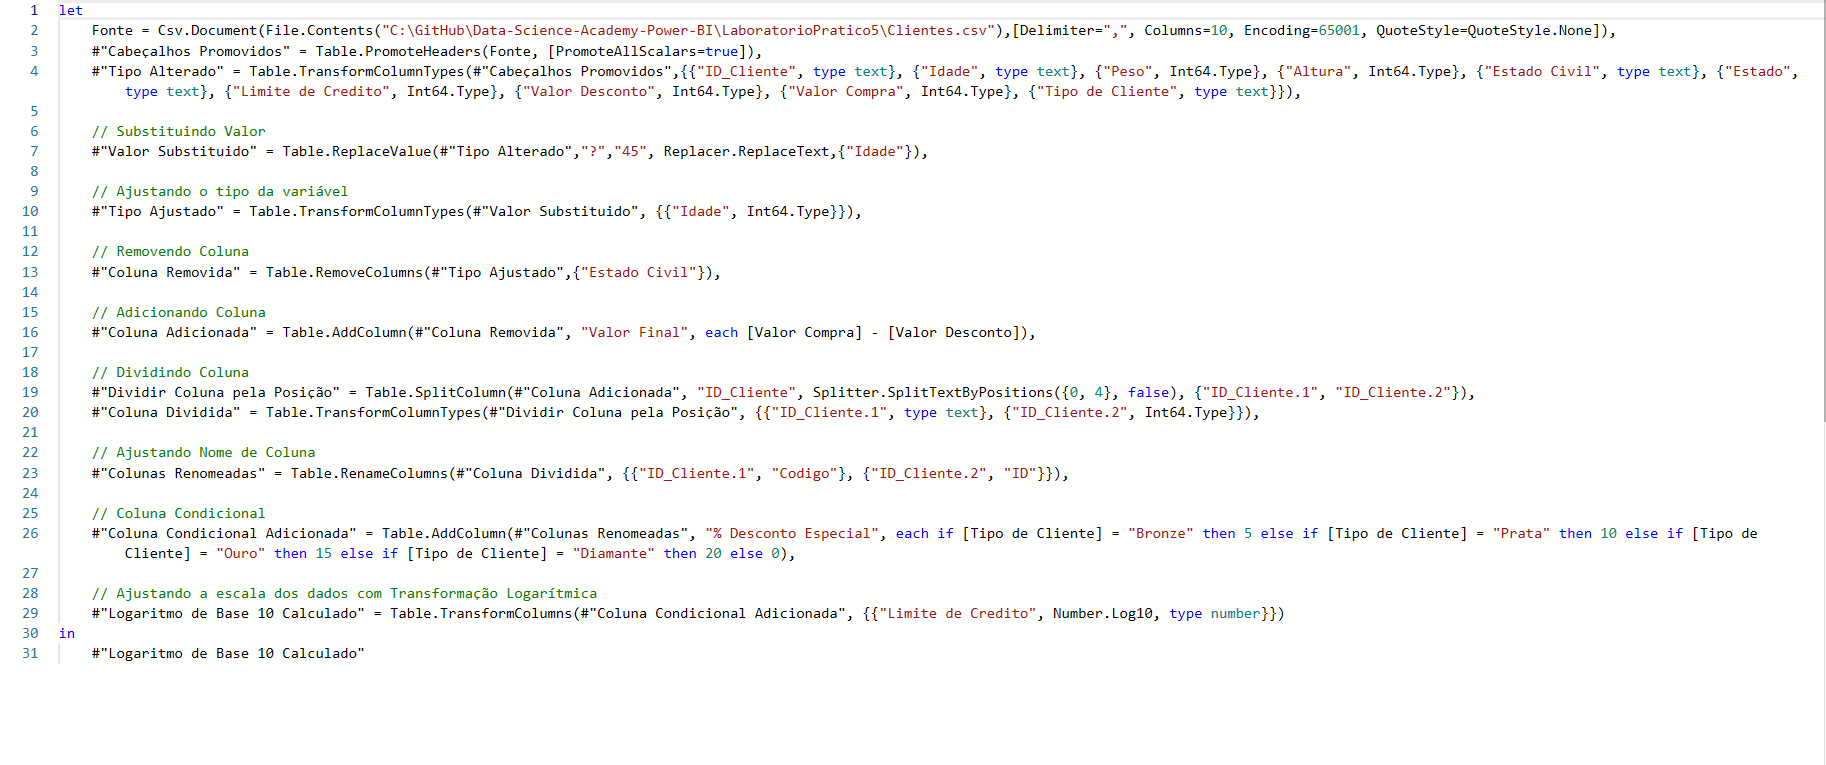 1 let
2 Fonte = Csv.Document(File.Contents("C:\GitHub\Data-Science-Academy-Power-BI\LaboratorioPratico5\Clientes.csv"),[Delimiter=",", Columns=10, Encoding=65001, QuoteStyle=QuoteStyle.None]),
3 #"Cabeçalhos Promovidos" = Table.PromoteHeaders(Fonte, [PromoteAllScalars=true]),
4 #"Tipo Alterado" = Table.TransformColumnTypes(#"Cabeçalhos Promovidos",{{"ID_Cliente", type text}, {"Idade", type text}, {"Peso", Int64.Type}, {"Altura", Int64.Type}, {"Estado Civil", type text}, {"Estado",
type text}, {"Limite de Credito", Int64.Type}, {"Valor Desconto", Int64.Type}, {"Valor Compra", Int64.Type}, {"Tipo de Cliente", type text}}),
5
6 // Substituindo Valor
7 #"Valor Substituido" = Table.ReplaceValue(#"Tipo Alterado","?","45", Replacer.ReplaceText,{"Idade"}),
8
9 // Ajustando o tipo da variável
10 #"Tipo Ajustado" = Table.TransformColumnTypes(#"Valor Substituido", {{"Idade", Int64.Type}}),
11
12 // Removendo Coluna
13 #"Coluna Removida" = Table.RemoveColumns(#"Tipo Ajustado",{"Estado Civil"}),
14
15 // Adicionando Coluna
16 #"Coluna Adicionada" = Table.AddColumn(#"Coluna Removida", "Valor Final", each [Valor Compra] - [Valor Desconto]),
17
18 // Dividindo Coluna
19 #"Dividir Coluna pela Posição" = Table.SplitColumn(#"Coluna Adicionada", "ID_Cliente", Splitter.SplitTextByPositions({0, 4}, false), {"ID_Cliente.1", "ID_Cliente.2"}),
20 #"Coluna Dividida" = Table.TransformColumnTypes(#"Dividir Coluna pela Posição", {{"ID_Cliente.1", type text}, {"ID_Cliente.2", Int64.Type}}),
21
22 // Ajustando Nome de Coluna
23 #"Colunas Renomeadas" = Table.RenameColumns(#"Coluna Dividida", {{"ID_Cliente.1", "Codigo"}, {"ID_Cliente.2", "ID"}}),
24
25 // Coluna Condicional
26 #"Coluna Condicional Adicionada" = Table.AddColumn(#"Colunas Renomeadas", "% Desconto Especial", each if [Tipo de Cliente] = "Bronze" then 5 else if [Tipo de Cliente] = "Prata" then 10 else if [Tipo de
Cliente] = "Ouro" then 15 else if [Tipo de Cliente] = "Diamante" then 20 else 0),
27
28 // Ajustando a escala dos dados com Transformação Logarítmica
29 #"Logaritmo de Base 10 Calculado" = Table.TransformColumns(#"Coluna Condicional Adicionada", {{"Limite de Credito", Number.Log10, type number}})
30 in
31 #"Logaritmo de Base 10 Calculado"